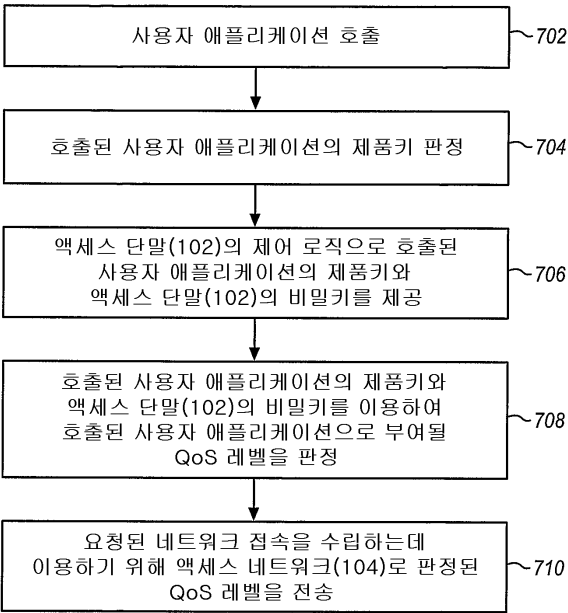 사용자 애플리케이션 호출
702
호출된 사용자 애플리케이션의 제품키 판정
704
액세스 단말(102)의 제어 로직으로 호출된
사용자 애플리케이션의 제품키와
액세스 단말(102)의 비밀키를 제공
706
호출된 사용자 애플리케이션의 제품키와
액세스 단말(102)의 비밀키를 이용하여
호출된 사용자 애플리케이션으로 부여될
QoS 레벨을 판정
708
요청된 네트워크 접속을 수립하는데
이용하기 위해 액세스 네트워크(104)로 판정된
QoS 레벨을 전송
710